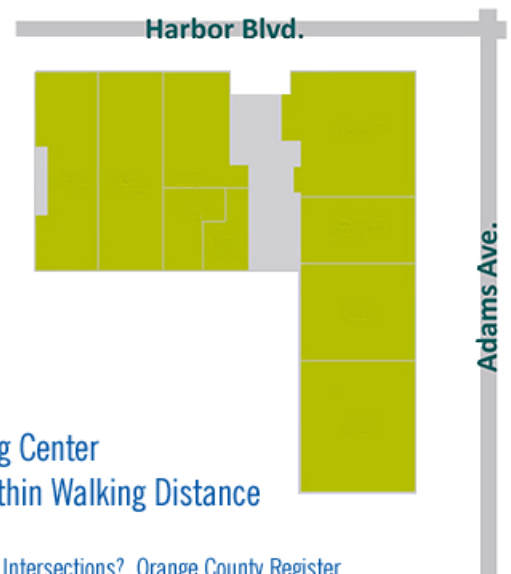 Harbor Blvd.
Adams Ave.
g Center
thin Walking Distance
Intersections? Orange County Register